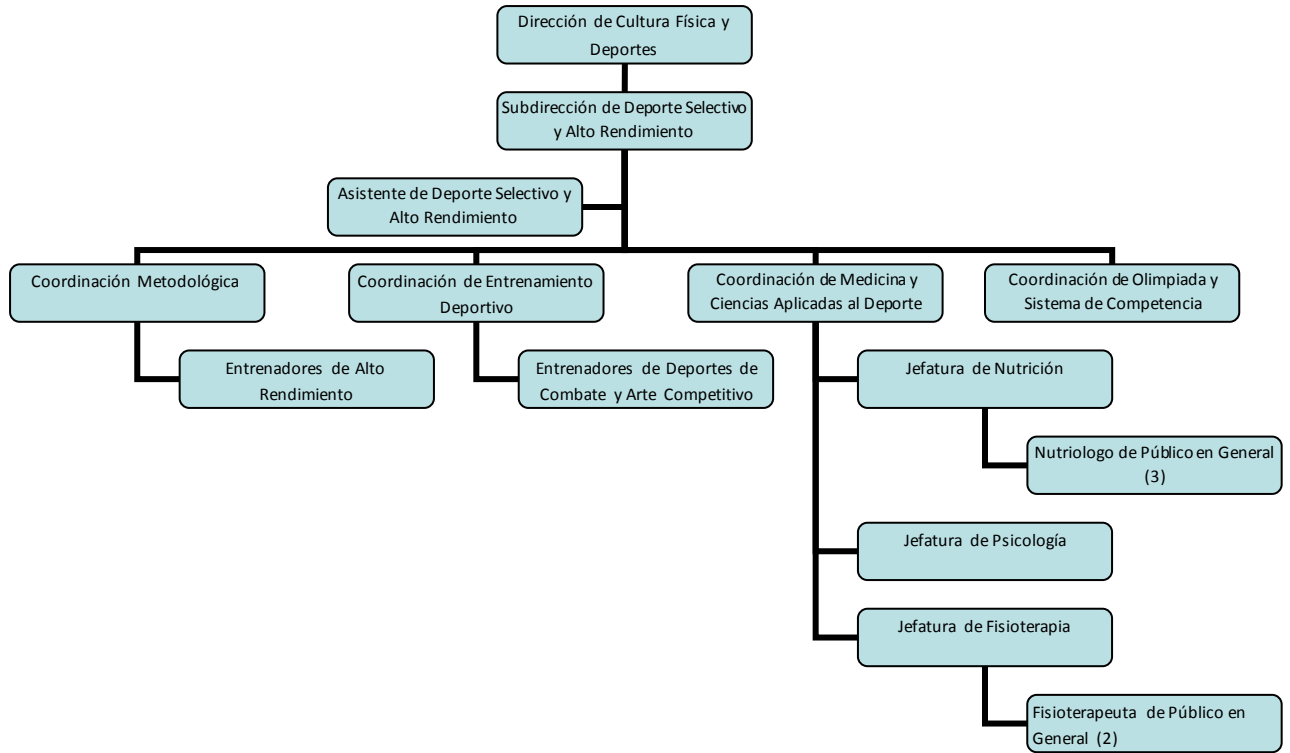 Dirección de Cultura Física y
Deportes
Subdirección de Deporte Selectivo
y Alto Rendimiento
Asistente de Deporte Selectivo y
Alto Rendimiento
Coordinación Metodológica
Coordinación de Entrenamiento
Deportivo
Coordinación de Medicina y
Ciencias Aplicadas al Deporte
Coordinación de Olimpiada y
Sistema de Competencia
Entrenadores de Alto
Rendimiento
Entrenadores de Deportes de
Combate y Arte Competitivo
Jefatura de Nutrición
Nutriologo de Público en General
(3)
Jefatura de Psicología
Jefatura de Fisioterapia
Fisioterapeuta de Público en
General (2)